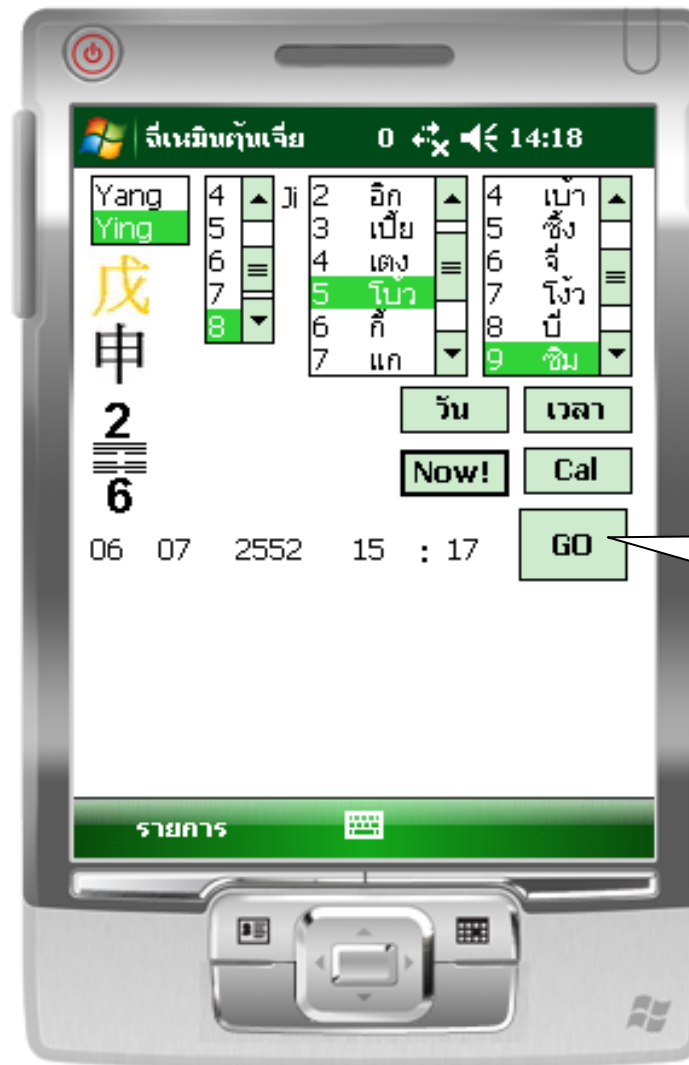 ฉีเหมินตุ้นเจีย 0 14:18
Yang
Ying
4
5
6
7
8
Ji
2 อิก
3 เปี้ย
4 เตง
5 โบ้ว
6 กี้
7 แก
4 เบ้า
5 ซิ้ง
6 จี๋
7 โง้ว
8 บี่
9 ซิม
戊
申
2
6
วัน เวลา
Now! Cal
06 07 2552 15 : 17 GO
รายการ